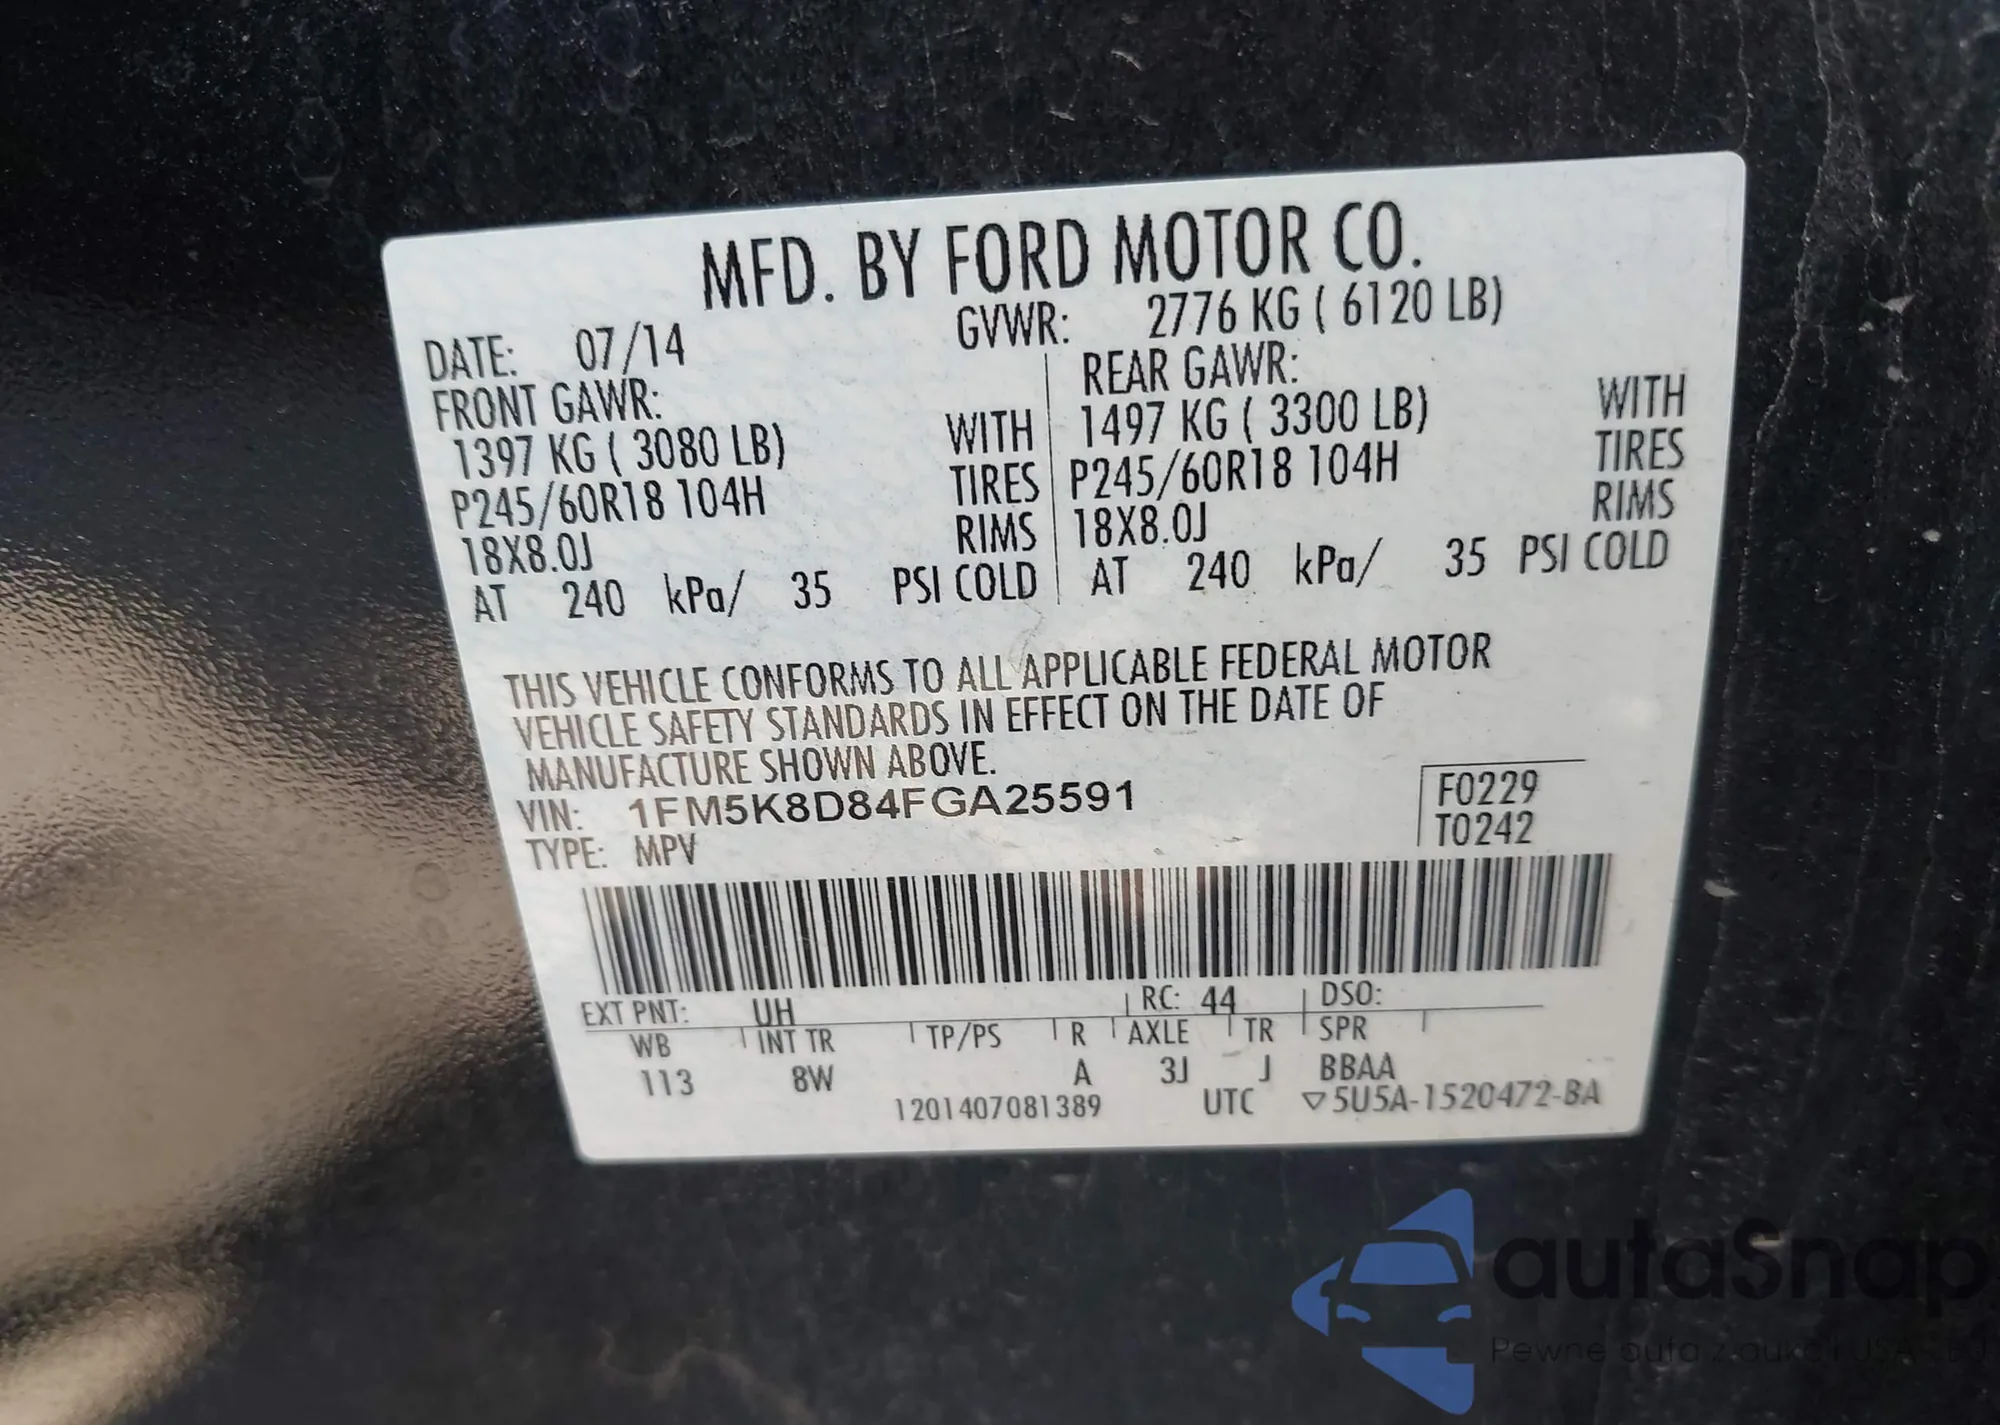 MFD. BY FORD MOTOR CO.
DATE: 07/14 GVWR: 2776 KG ( 6120 LB)
FRONT GAWR: REAR GAWR:
1397 KG ( 3080 LB) WITH 1497 KG ( 3300 LB) WITH
P245/60R18 104H TIRES P245/60R18 104H TIRES
18X8.0J RIMS 18X8.0J RIMS
AT 240 kPa/ 35 PSI COLD AT 240 kPa/ 35 PSI COLD
THIS VEHICLE CONFORMS TO ALL APPLICABLE FEDERAL MOTOR
VEHICLE SAFETY STANDARDS IN EFFECT ON THE DATE OF
MANUFACTURE SHOWN ABOVE.
VIN: 1FM5K8D84FGA25591 F0229
TYPE: MPV T0242
EXT PNT: UH RC: 44 DSO:
WB INT TR TP/PS R AXLE TR SPR
113 8W A 3J J BBAA
1201407081389 UTC ▽5U5A-1520472-BA
autaSnap
Pewne auta z